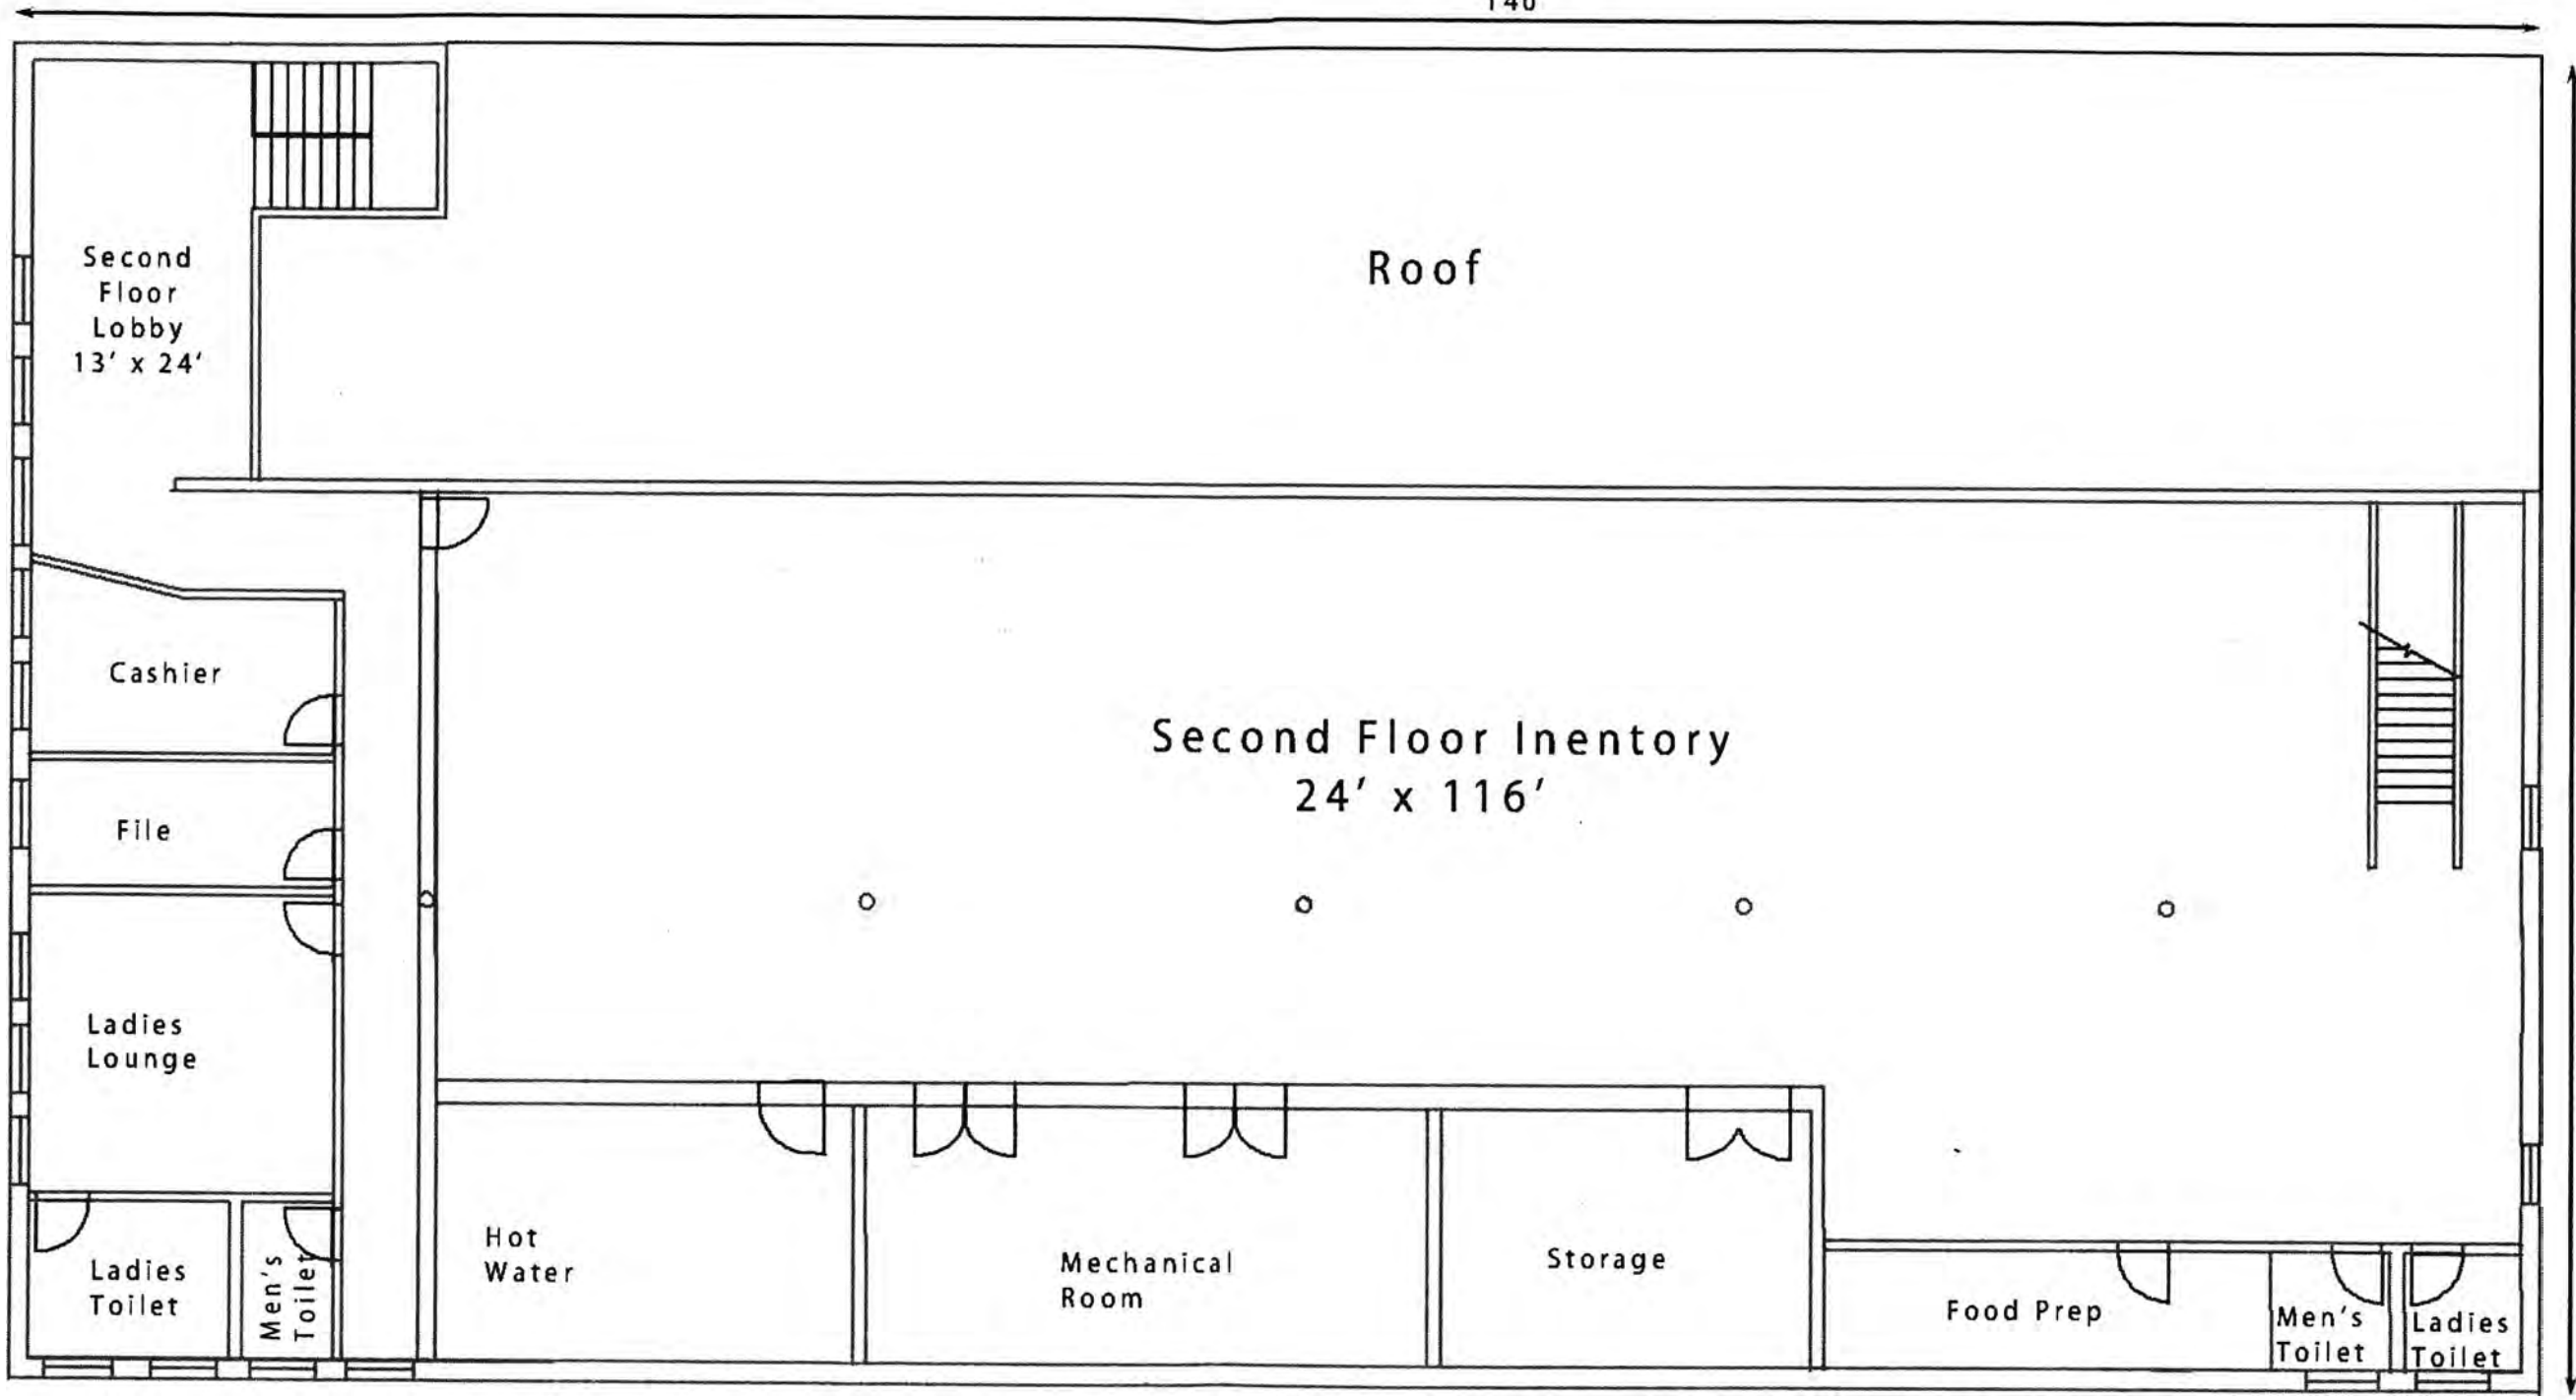 Roof
Second
Floor
Lobby
13' x 24'
Cashier
Second Floor Inentory
24' x 116'
File
Ladies
Lounge
Hot
Water
Mechanical
Room
Storage
Ladies
Toilet
Men's
Toilet
Food Prep
Men's
Toilet
Ladies
Toilet